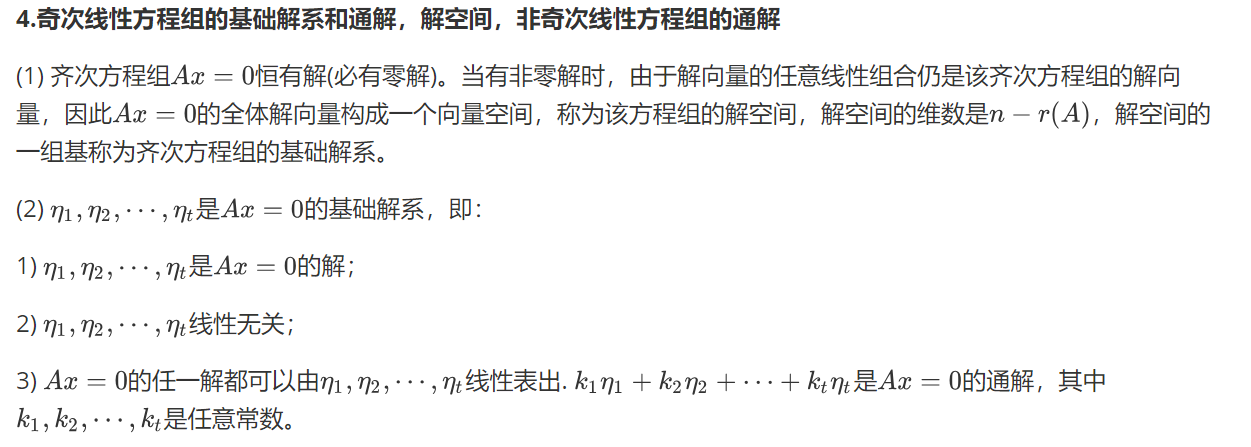 4.奇次线性方程组的基础解系和通解，解空间，非奇次线性方程组的通解
(1) 齐次方程组Ax = 0恒有解(必有零解)。当有非零解时，由于解向量的任意线性组合仍是该齐次方程组的解向
量，因此Ax = 0的全体解向量构成一个向量空间，称为该方程组的解空间，解空间的维数是n − r(A)，解空间的
一组基称为齐次方程组的基础解系。
(2) η₁, η₂, ⋯ , ηₜ是Ax = 0的基础解系，即：
1) η₁, η₂, ⋯ , ηₜ是Ax = 0的解；
2) η₁, η₂, ⋯ , ηₜ线性无关；
3) Ax = 0的任一解都可以由η₁, η₂, ⋯ , ηₜ线性表出. k₁η₁ + k₂η₂ + ⋯ + kₜηₜ是Ax = 0的通解，其中
k₁, k₂, ⋯ , kₜ是任意常数。